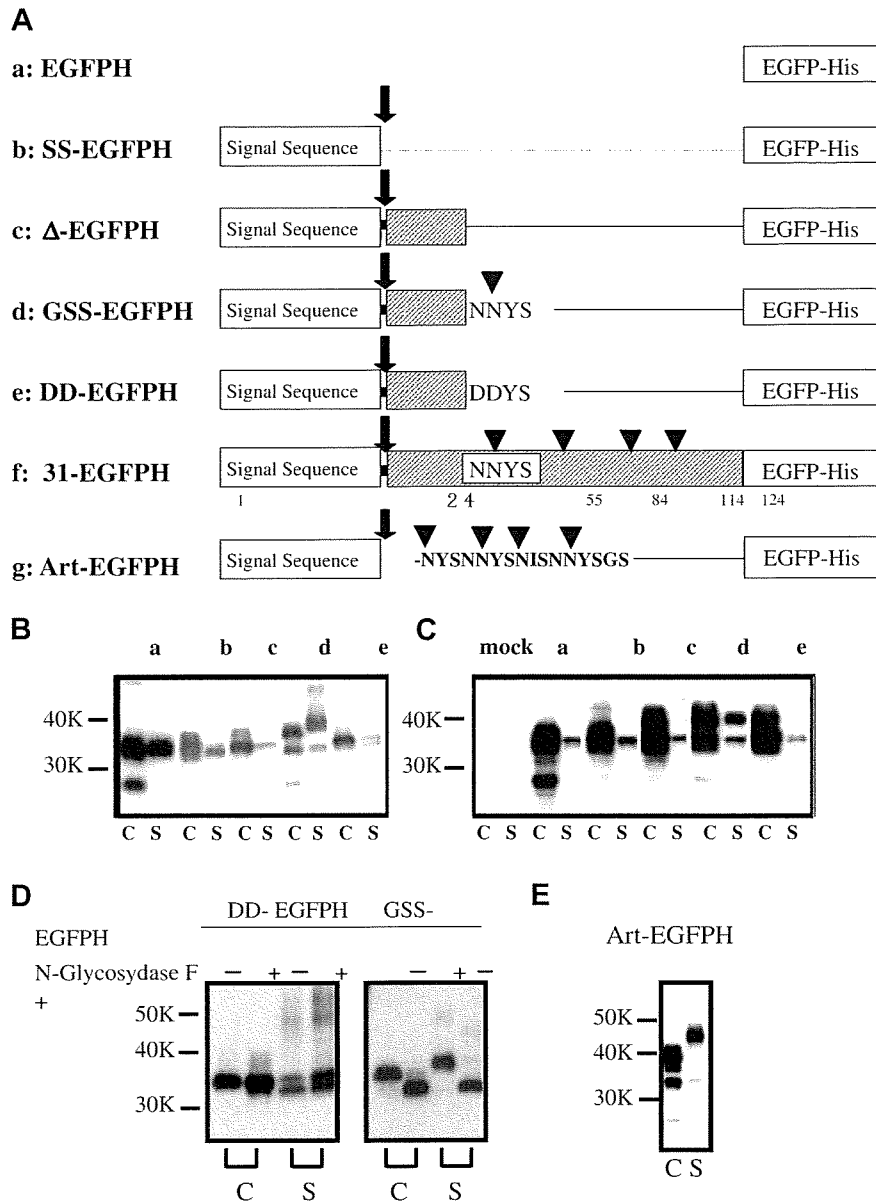 A
a: EGFPH EGFP-His
b: SS-EGFPH Signal Sequence EGFP-His
c: Δ-EGFPH Signal Sequence EGFP-His
d: GSS-EGFPH Signal Sequence NNYS EGFP-His
e: DD-EGFPH Signal Sequence DDYS EGFP-His
f: 31-EGFPH Signal Sequence NNYS EGFP-His
1 24 55 84 114 124
g: Art-EGFPH Signal Sequence -NYSNNYSNISNNYSGS EGFP-His
B
a b c d e
40K
30K
C S C S C S C S C S
C
mock a b c d e
40K
30K
C S C S C S C S C S C S
D
DD- EGFPH GSS-
EGFPH
N-Glycosydase F − + − + − + −
+
50K
40K
30K
C S C S
E
Art-EGFPH
50K
40K
30K
C S